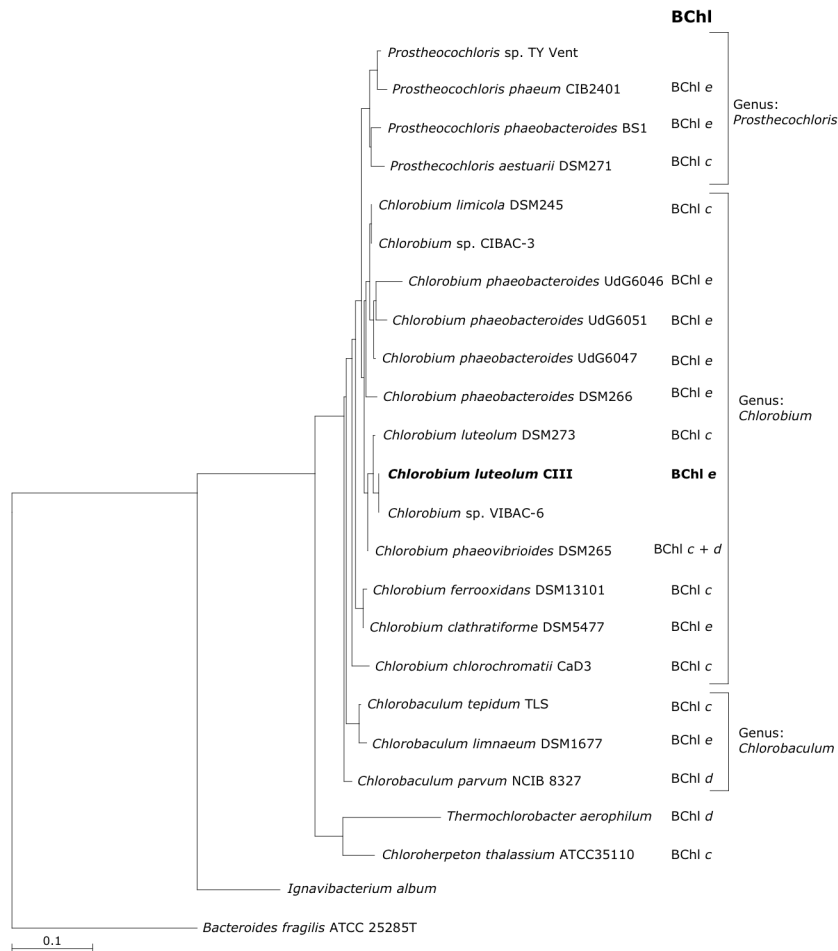 BChl
Prostheocochloris sp. TY Vent
Prostheocochloris phaeum CIB2401 BChl e
Genus:
Prosthecochloris
Prostheocochloris phaeobacteroides BS1 BChl e
Prosthecochloris aestuarii DSM271 BChl c
Chlorobium limicola DSM245 BChl c
Chlorobium sp. CIBAC-3
Chlorobium phaeobacteroides UdG6046 BChl e
Chlorobium phaeobacteroides UdG6051 BChl e
Chlorobium phaeobacteroides UdG6047 BChl e
Chlorobium phaeobacteroides DSM266 BChl e
Genus:
Chlorobium
Chlorobium luteolum DSM273 BChl c
Chlorobium luteolum CIII BChl e
Chlorobium sp. VIBAC-6
Chlorobium phaeovibrioides DSM265 BChl c + d
Chlorobium ferrooxidans DSM13101 BChl c
Chlorobium clathratiforme DSM5477 BChl e
Chlorobium chlorochromatii CaD3 BChl c
Chlorobaculum tepidum TLS BChl c
Genus:
Chlorobaculum
Chlorobaculum limnaeum DSM1677 BChl e
Chlorobaculum parvum NCIB 8327 BChl d
Thermochlorobacter aerophilum BChl d
Chloroherpeton thalassium ATCC35110 BChl c
Ignavibacterium album
Bacteroides fragilis ATCC 25285T
0.1